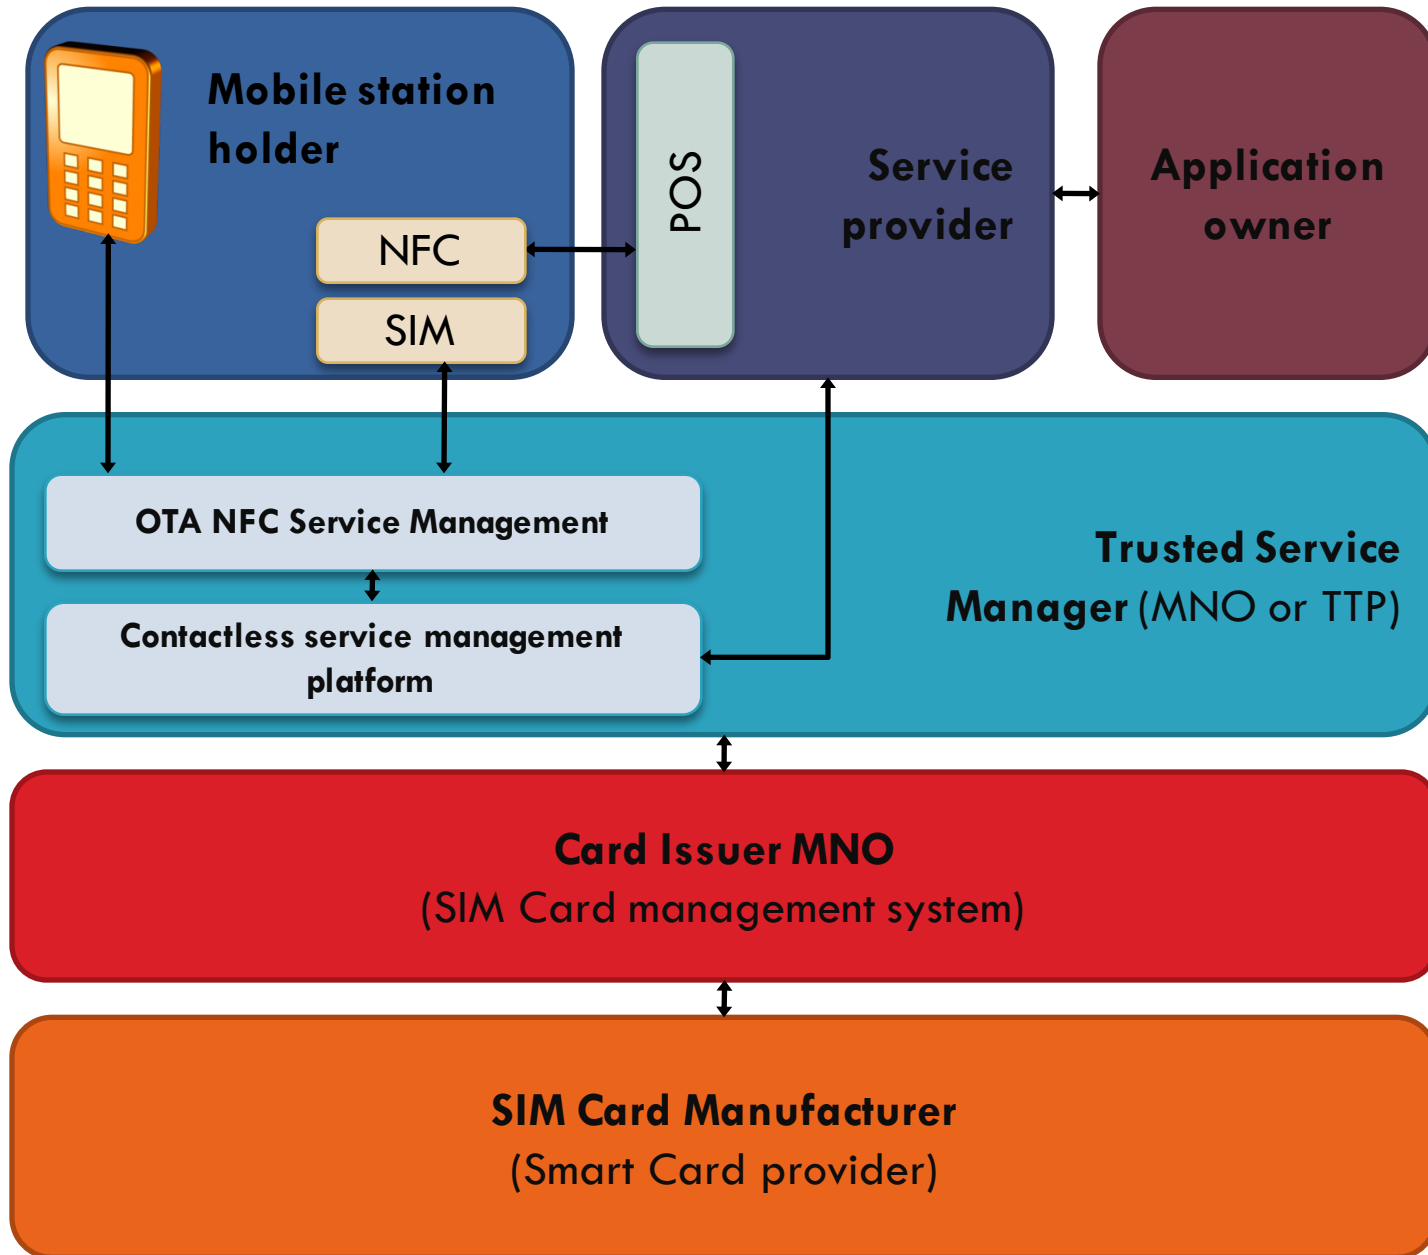 Mobile station
holder
NFC
SIM
POS
Service
provider
Application
owner
OTA NFC Service Management
Contactless service management
platform
Trusted Service
Manager (MNO or TTP)
Card Issuer MNO
(SIM Card management system)
SIM Card Manufacturer
(Smart Card provider)